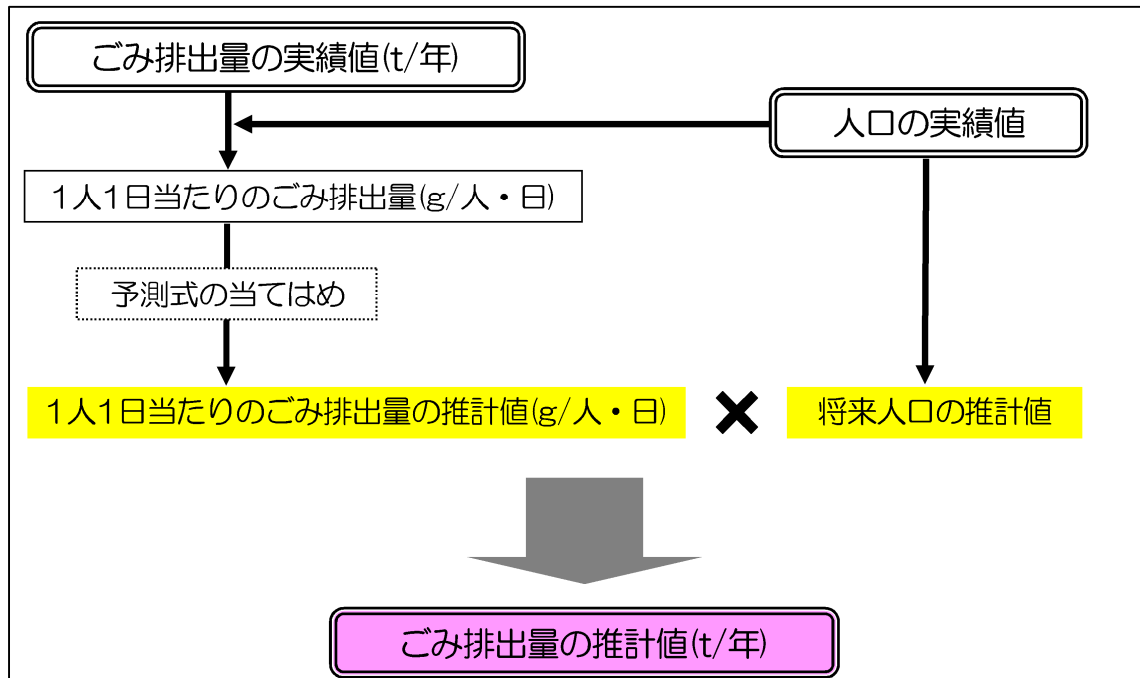 ごみ排出量の実績値(t/年)
人口の実績値
１人１日当たりのごみ排出量(g/人・日)
予測式の当てはめ
１人１日当たりのごみ排出量の推計値(g/人・日)
×
将来人口の推計値
ごみ排出量の推計値(t/年)